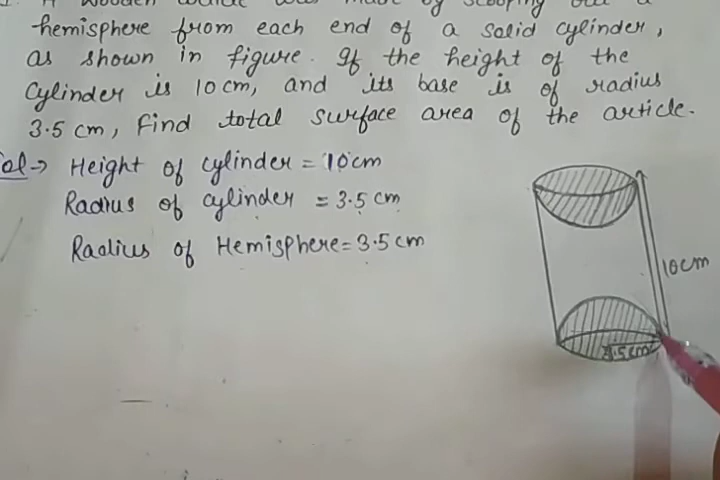 hemisphere from each end of a solid cylinder,
as shown in figure. If the height of the
cylinder is 10 cm, and its base is of radius
3.5 cm, Find total surface area of the article.
Height of cylinder = 10 cm
Radius of cylinder = 3.5 cm
Radius of Hemisphere = 3.5 cm
10cm
3.5cm